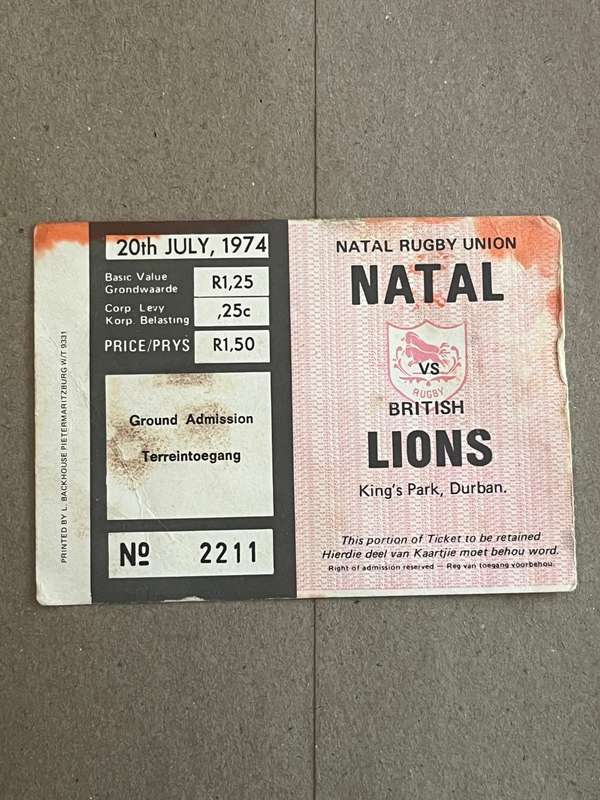 PRINTED BY L. BACKHOUSE PIETERMARITZBURG W/T 9331
20th JULY, 1974
Basic Value
Grondwaarde
R1,25
Corp Levy
Korp. Belasting
,25c
PRICE/PRYS
R1,50
Ground Admission
Terreintoegang
Nº 2211
NATAL RUGBY UNION
NATAL
VS
RUGBY
BRITISH
LIONS
King's Park, Durban.
This portion of Ticket to be retained
Hierdie deel van Kaartjie moet behou word.
Right of admission reserved — Reg van toegang voorbehou.